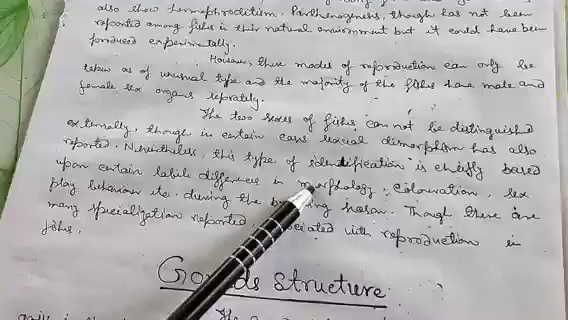 also show hermaphroditism. Parthenogenesis, though has not been
reported among fishes in their natural environment but it could have been
produced experimentally.
However, these modes of reproduction can only be
taken as of unusual type and the majority of the fishes have male and
female sex organs seprately.
The two sexes of fishes can not be distinguished
externally, though in certain cases sexual dimorphism has also
reported. Nevertheless, this type of identification is chiefly based
upon certain labile differences in morphology, colouration, sex
play behaviour etc. during the season. Though there are
many specialization reported, with reproduction in
fishes.
Gonads structure
The